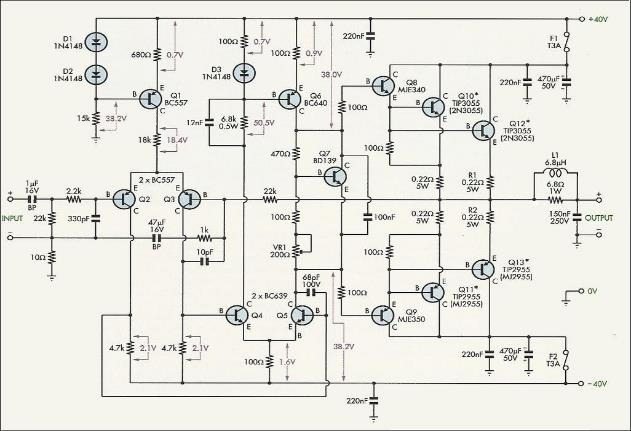 +40V
D1
1N4148
D2
1N4148
680Ω
0.7V
Q1
BC557
B
E
C
15k
38.2V
18k
18.4V
D3
1N4148
100Ω
0.7V
100Ω
0.9V
38.0V
Q6
BC640
B
E
C
12nF
6.8k
0.5W
50.5V
220nF
F1
T3A
220nF
470µF
50V
Q8
MJE340
B
C
E
100Ω
100Ω
Q10*
TIP3055
(2N3055)
B
C
E
Q12*
TIP3055
(2N3055)
B
C
E
470Ω
Q7
BD139
B
C
E
0.22Ω
5W
R1
0.22Ω
5W
L1
6.8µH
6.8Ω
1W
+
OUTPUT
–
150nF
250V
INPUT
+
–
1µF
16V
BP
2.2k
22k
330pF
10Ω
2 x BC557
Q2
B
E
C
Q3
E
B
C
22k
47µF
16V
BP
1k
10pF
100Ω
VR1
200Ω
100nF
0.22Ω
5W
R2
0.22Ω
5W
100Ω
Q13*
TIP2955
(MJ2955)
B
E
C
Q11*
TIP2955
(MJ2955)
B
E
C
68pF
100V
2 x BC639
Q4
B
C
E
Q5
C
B
E
100Ω
Q9
MJE350
B
E
C
0V
4.7k
2.1V
4.7k
2.1V
100Ω
1.6V
38.2V
220nF
470µF
50V
F2
T3A
220nF
–40V